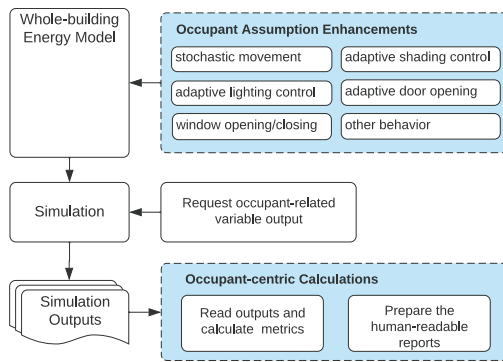 Whole-building
Energy Model
Occupant Assumption Enhancements
stochastic movement
adaptive shading control
adaptive lighting control
adaptive door opening
window opening/closing
other behavior
Simulation
Request occupant-related
variable output
Simulation
Outputs
Occupant-centric Calculations
Read outputs and
calculate metrics
Prepare the
human-readable
reports